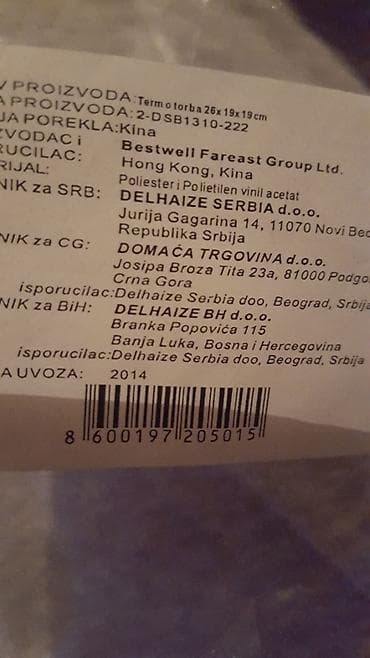 V PROIZVODA: Termotorba 26x19x19cm
A PROIZVODA: 2-DSB1310-222
JA POREKLA: Kina
ZVODAC i
RUCILAC: Bestwell Fareast Group Ltd.
Hong Kong, Kina
RIJAL: Poliester i Polietilen vinil acetat
NIK za SRB: DELHAIZE SERBIA d.o.o.
Jurija Gagarina 14, 11070 Novi Beo
Republika Srbija
NIK za CG: DOMAĆA TRGOVINA d.o.o.
Josipa Broza Tita 23a, 81000 Podgo
Crna Gora
isporucilac: Delhaize Serbia doo, Beograd, Srbija
NIK za BiH: DELHAIZE BH d.o.o.
Branka Popovića 115
Banja Luka, Bosna i Hercegovina
isporucilac: Delhaize Serbia doo, Beograd, Srbija
A UVOZA: 2014
8 600197 205015